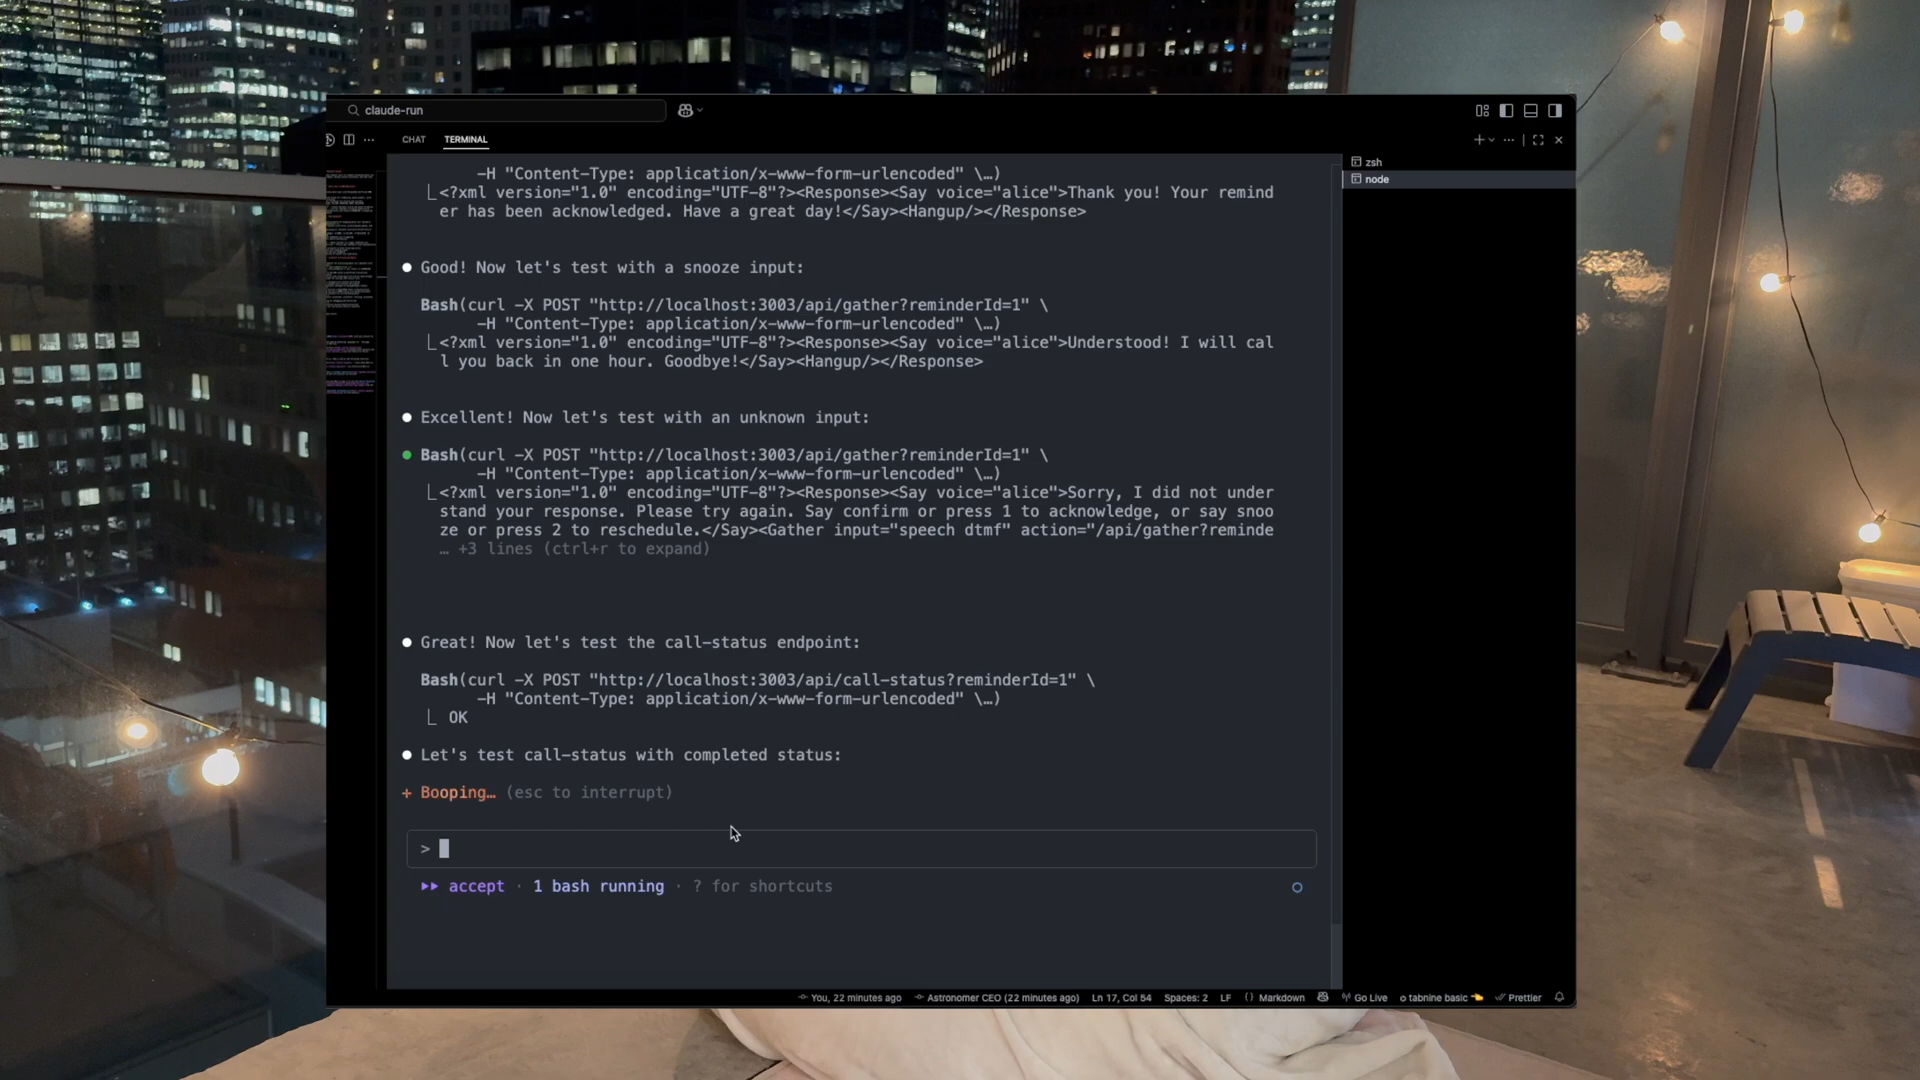 claude-run
CHAT TERMINAL
zsh
node
-H "Content-Type: application/x-www-form-urlencoded" \…)
<?xml version="1.0" encoding="UTF-8"?><Response><Say voice="alice">Thank you! Your remind
er has been acknowledged. Have a great day!</Say><Hangup/></Response>
Good! Now let's test with a snooze input:
Bash(curl -X POST "http://localhost:3003/api/gather?reminderId=1" \
-H "Content-Type: application/x-www-form-urlencoded" \…)
<?xml version="1.0" encoding="UTF-8"?><Response><Say voice="alice">Understood! I will cal
l you back in one hour. Goodbye!</Say><Hangup/></Response>
Excellent! Now let's test with an unknown input:
Bash(curl -X POST "http://localhost:3003/api/gather?reminderId=1" \
-H "Content-Type: application/x-www-form-urlencoded" \…)
<?xml version="1.0" encoding="UTF-8"?><Response><Say voice="alice">Sorry, I did not under
stand your response. Please try again. Say confirm or press 1 to acknowledge, or say snoo
ze or press 2 to reschedule.</Say><Gather input="speech dtmf" action="/api/gather?reminde
… +3 lines (ctrl+r to expand)
Great! Now let's test the call-status endpoint:
Bash(curl -X POST "http://localhost:3003/api/call-status?reminderId=1" \
-H "Content-Type: application/x-www-form-urlencoded" \…)
OK
Let's test call-status with completed status:
Booping… (esc to interrupt)
>
accept · 1 bash running · ? for shortcuts
You, 22 minutes ago Astronomer CEO (22 minutes ago) Ln 17, Col 54 Spaces: 2 LF {} Markdown Go Live tabnine basic Prettier